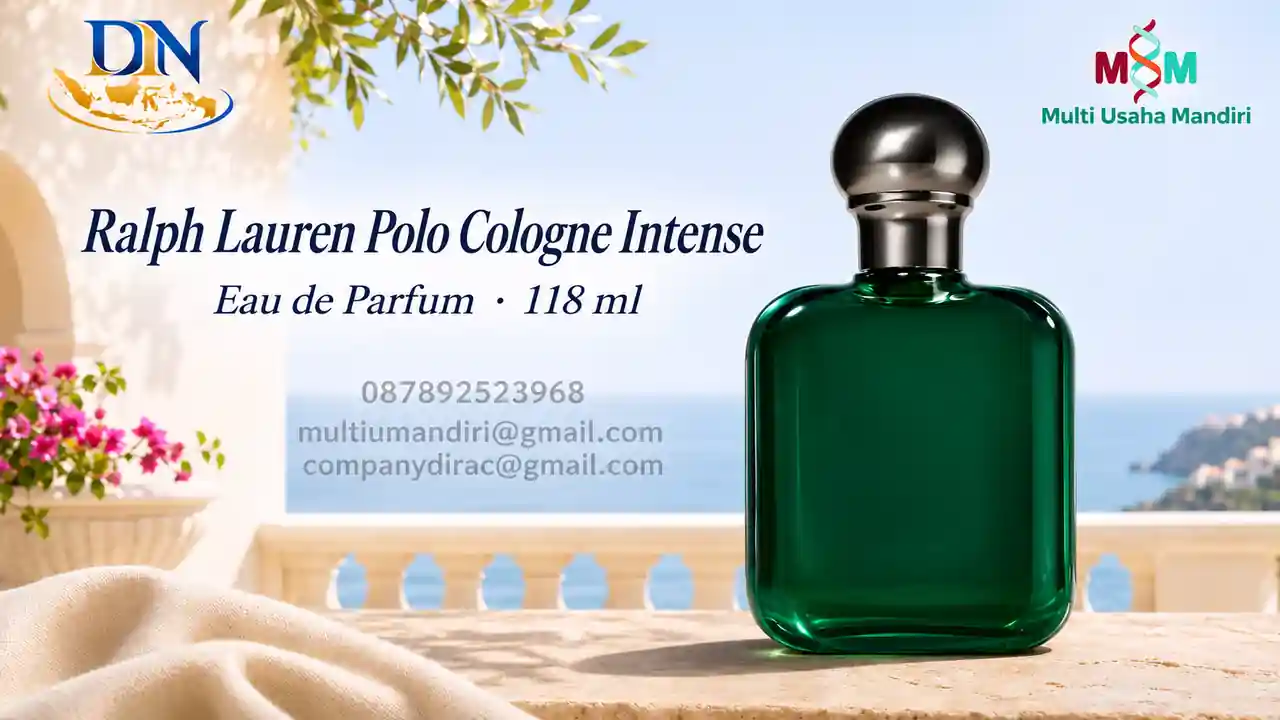 DN
M M
Multi Usaha Mandiri
Ralph Lauren Polo Cologne Intense
Eau de Parfum · 118 ml
087892523968
multiumandiri@gmail.com
companydirac@gmail.com